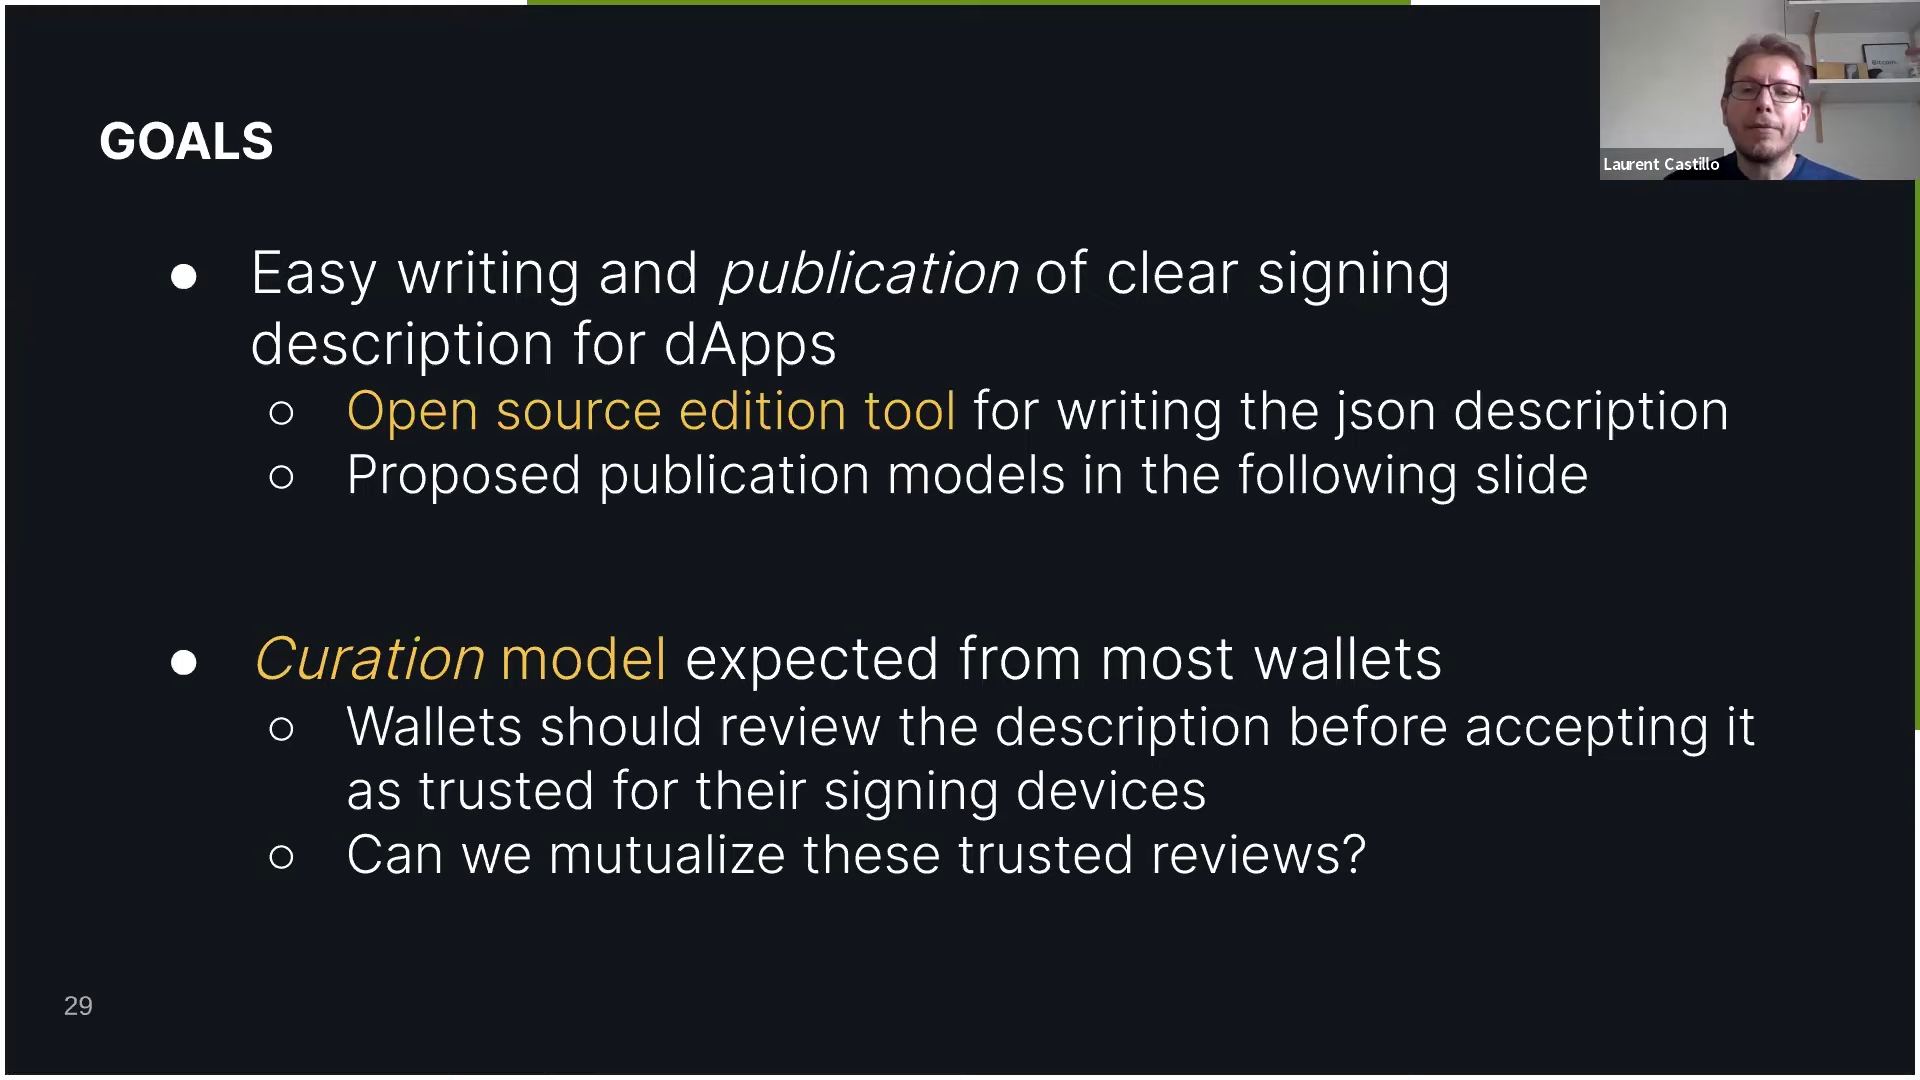 GOALS
Laurent Castillo
● Easy writing and publication of clear signing
description for dApps
○ Open source edition tool for writing the json description
○ Proposed publication models in the following slide
● Curation model expected from most wallets
○ Wallets should review the description before accepting it
as trusted for their signing devices
○ Can we mutualize these trusted reviews?
29
Bitcoin